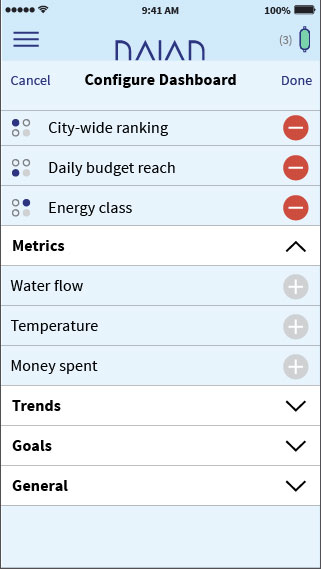 9:41 AM
100%
(3)
Cancel
Configure Dashboard
Done
City-wide ranking
Daily budget reach
Energy class
Metrics
Water flow
Temperature
Money spent
Trends
Goals
General